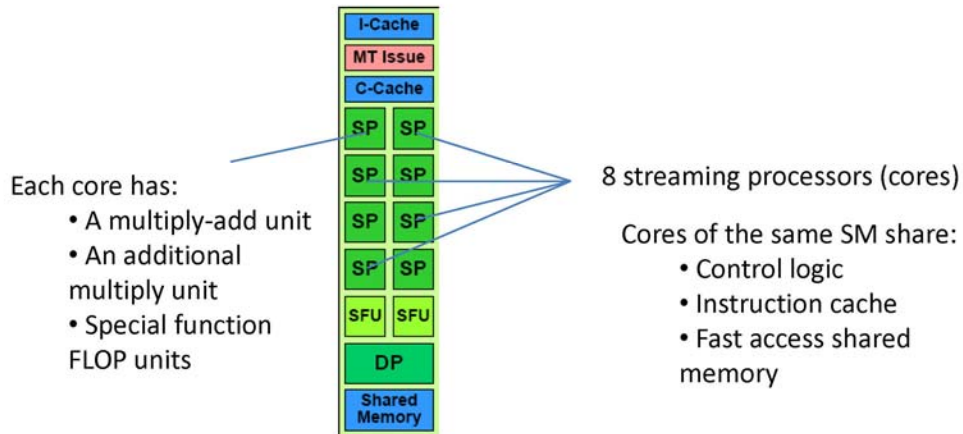 I-Cache
MT Issue
C-Cache
SP SP
SP SP
SP SP
SP SP
SFU SFU
DP
Shared
Memory
Each core has:
• A multiply-add unit
• An additional
multiply unit
• Special function
FLOP units
8 streaming processors (cores)
Cores of the same SM share:
• Control logic
• Instruction cache
• Fast access shared
memory